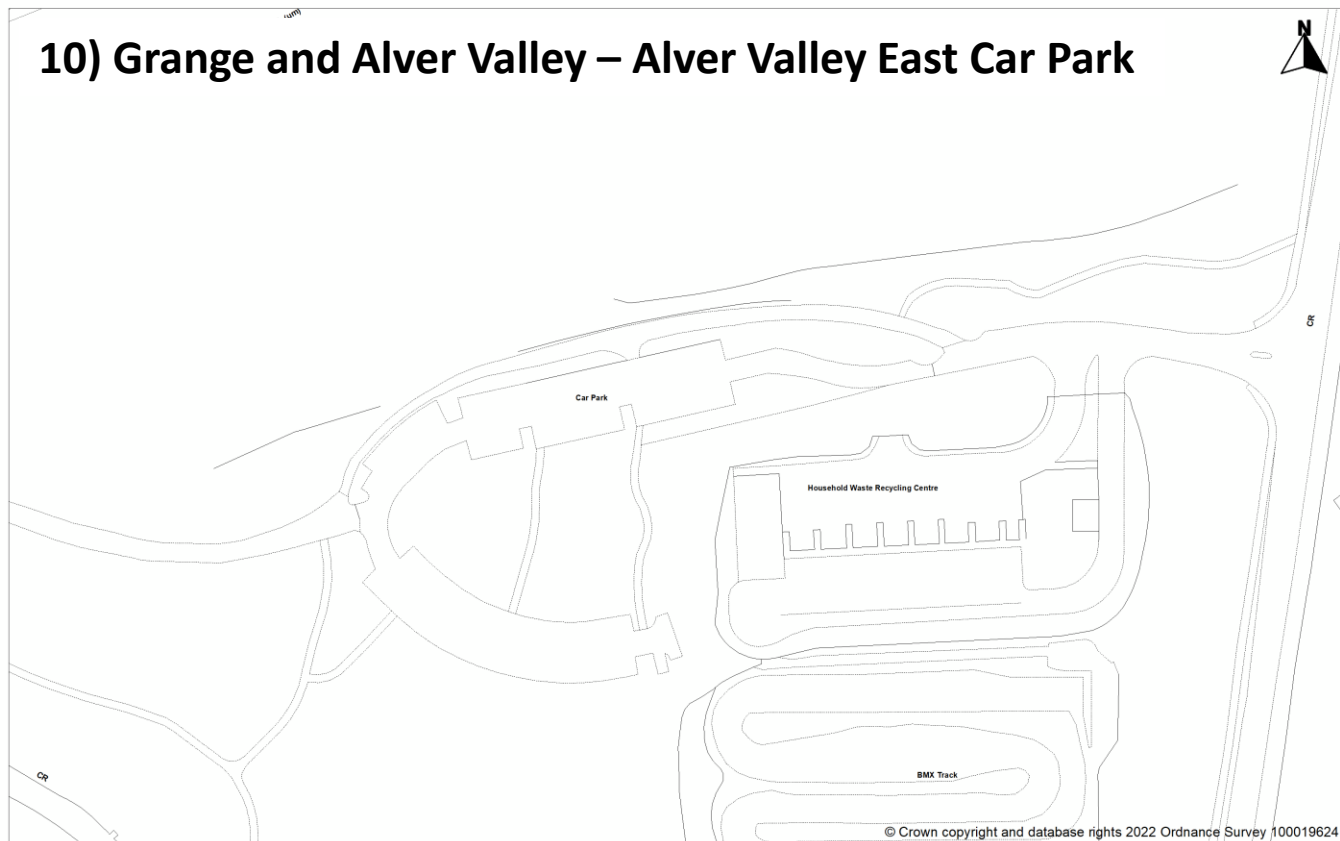 10) Grange and Alver Valley – Alver Valley East Car Park
N
CR
Car Park
Household Waste Recycling Centre
CR
BMX Track
© Crown copyright and database rights 2022 Ordnance Survey 100019624